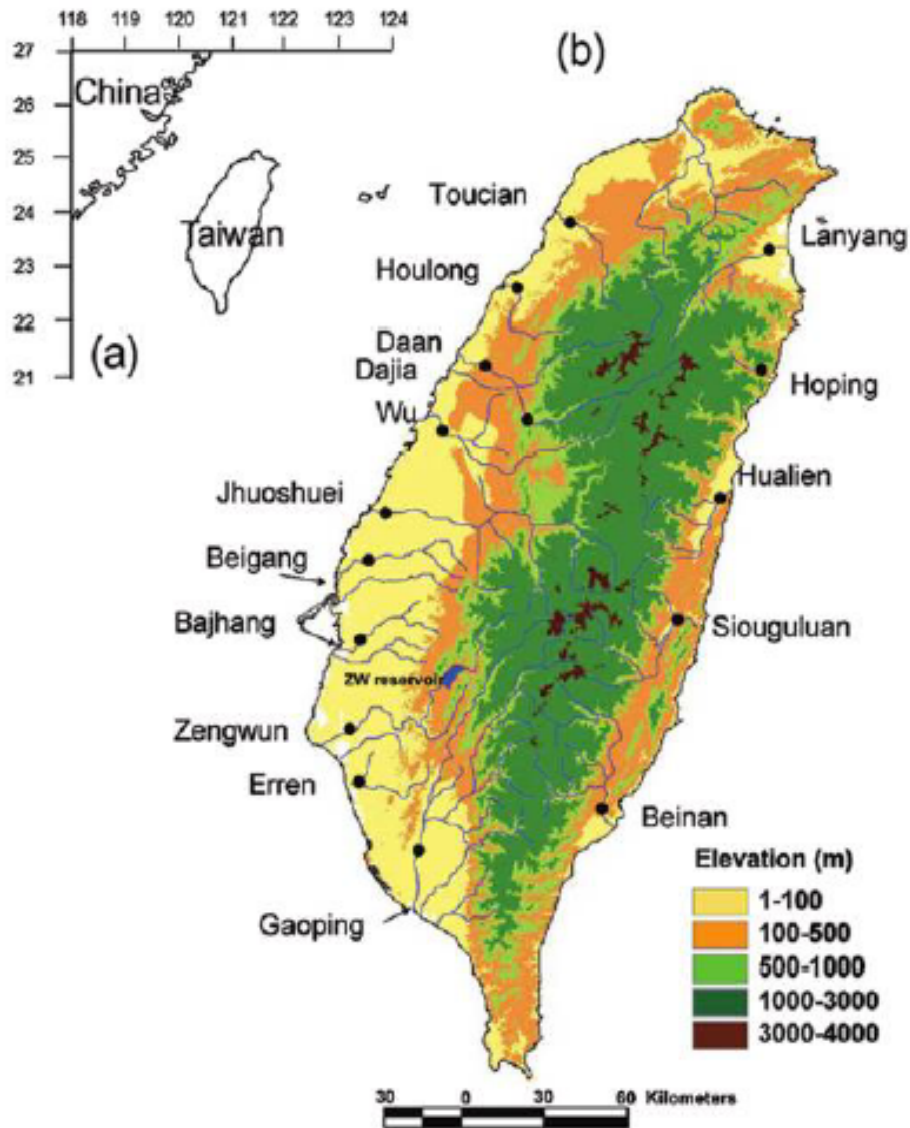 118 119 120 121 122 123 124
27
26
25
24
23
22
21
China
Taiwan
(a)
(b)
Toucian
Lanyang
Houlong
Daan
Dajia
Hoping
Wu
Hualien
Jhuoshuei
Beigang
Bajhang
Siouguluan
ZW reservoir
Zengwun
Erren
Beinan
Gaoping
Elevation (m)
1-100
100-500
500-1000
1000-3000
3000-4000
30 0 30 60 Kilometers